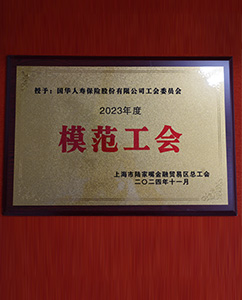 授予：国华人寿保险股份有限公司工会委员会
2023年度
模范工会
上海市陆家嘴金融贸易区总工会
二〇二四年十一月